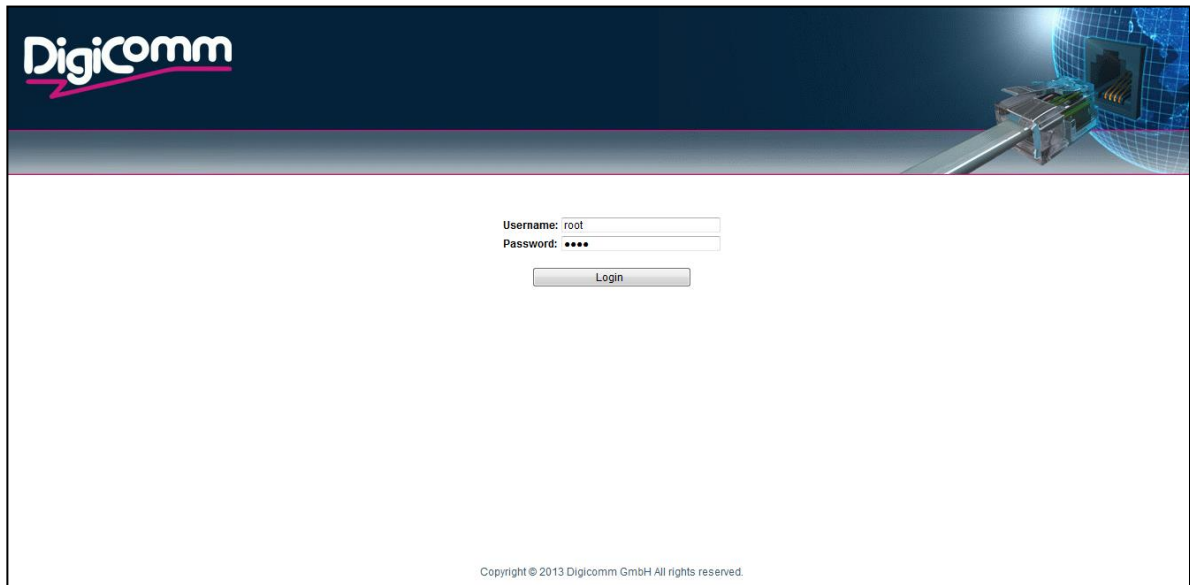 DigiComm
Username: root
Password: ••••
Login
Copyright © 2013 Digicomm GmbH All rights reserved.